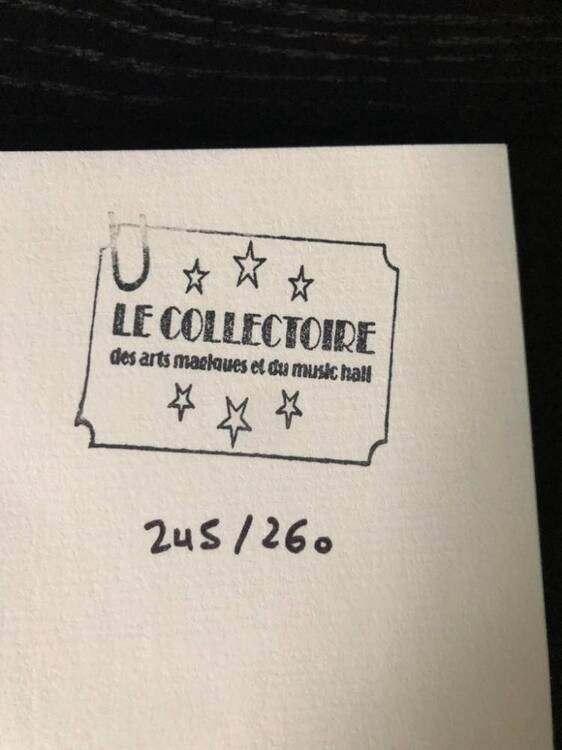 LE COLLECTOIRE
des arts magiques et du music hall
245/260